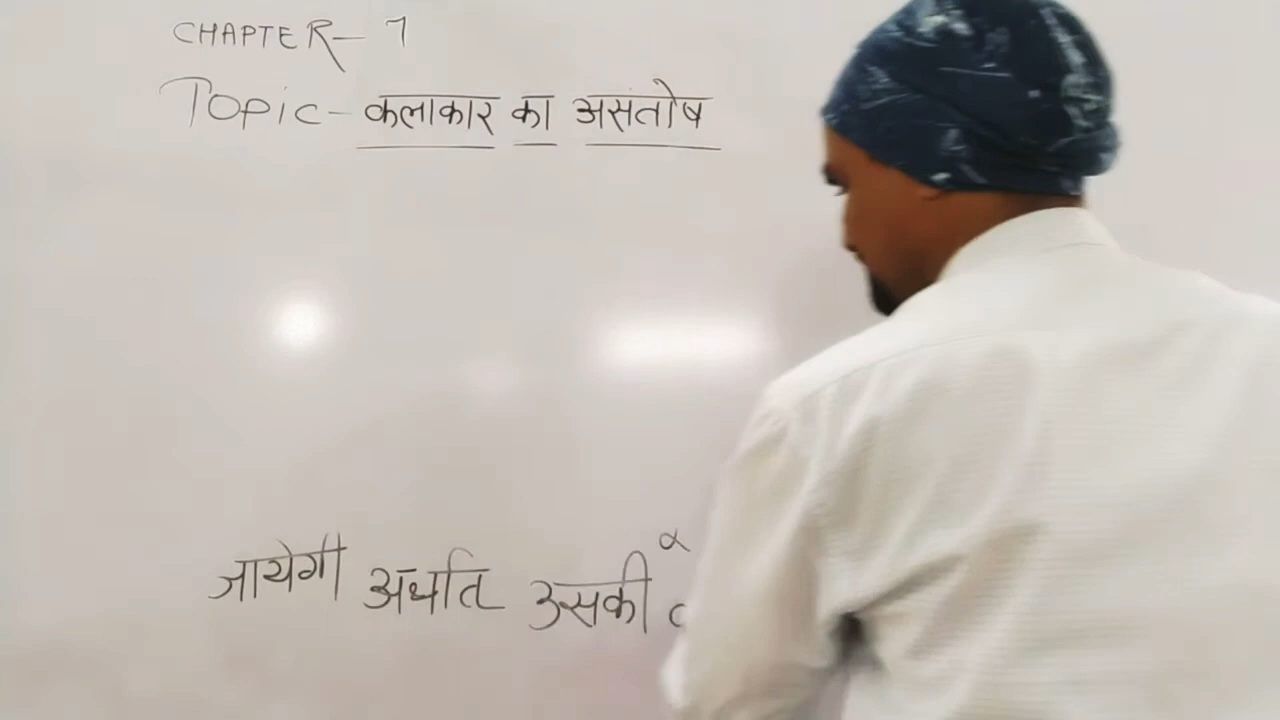 CHAPTER- 7
Topic- कलाकार का असंतोष
जायेगी अर्थात उसकी